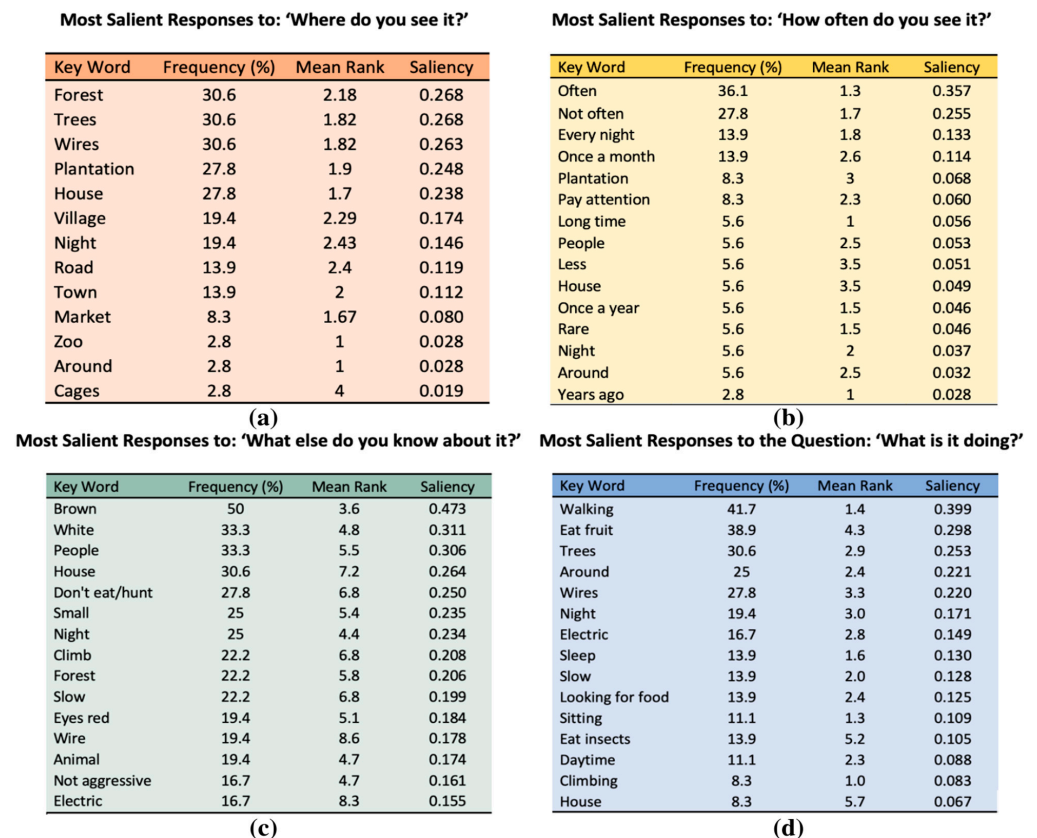 Most Salient Responses to: ‘Where do you see it?’
Key Word Frequency (%) Mean Rank Saliency
Forest 30.6 2.18 0.268
Trees 30.6 1.82 0.268
Wires 30.6 1.82 0.263
Plantation 27.8 1.9 0.248
House 27.8 1.7 0.238
Village 19.4 2.29 0.174
Night 19.4 2.43 0.146
Road 13.9 2.4 0.119
Town 13.9 2 0.112
Market 8.3 1.67 0.080
Zoo 2.8 1 0.028
Around 2.8 1 0.028
Cages 2.8 4 0.019
(a)
Most Salient Responses to: ‘How often do you see it?’
Key Word Frequency (%) Mean Rank Saliency
Often 36.1 1.3 0.357
Not often 27.8 1.7 0.255
Every night 13.9 1.8 0.133
Once a month 13.9 2.6 0.114
Plantation 8.3 3 0.068
Pay attention 8.3 2.3 0.060
Long time 5.6 1 0.056
People 5.6 2.5 0.053
Less 5.6 3.5 0.051
House 5.6 3.5 0.049
Once a year 5.6 1.5 0.046
Rare 5.6 1.5 0.046
Night 5.6 2 0.037
Around 5.6 2.5 0.032
Years ago 2.8 1 0.028
(b)
Most Salient Responses to: ‘What else do you know about it?’
Key Word Frequency (%) Mean Rank Saliency
Brown 50 3.6 0.473
White 33.3 4.8 0.311
People 33.3 5.5 0.306
House 30.6 7.2 0.264
Don't eat/hunt 27.8 6.8 0.250
Small 25 5.4 0.235
Night 25 4.4 0.234
Climb 22.2 6.8 0.208
Forest 22.2 5.8 0.206
Slow 22.2 6.8 0.199
Eyes red 19.4 5.1 0.184
Wire 19.4 8.6 0.178
Animal 19.4 4.7 0.174
Not aggressive 16.7 4.7 0.161
Electric 16.7 8.3 0.155
(c)
Most Salient Responses to the Question: ‘What is it doing?’
Key Word Frequency (%) Mean Rank Saliency
Walking 41.7 1.4 0.399
Eat fruit 38.9 4.3 0.298
Trees 30.6 2.9 0.253
Around 25 2.4 0.221
Wires 27.8 3.3 0.220
Night 19.4 3.0 0.171
Electric 16.7 2.8 0.149
Sleep 13.9 1.6 0.130
Slow 13.9 2.0 0.128
Looking for food 13.9 2.4 0.125
Sitting 11.1 1.3 0.109
Eat insects 13.9 5.2 0.105
Daytime 11.1 2.3 0.088
Climbing 8.3 1.0 0.083
House 8.3 5.7 0.067
(d)